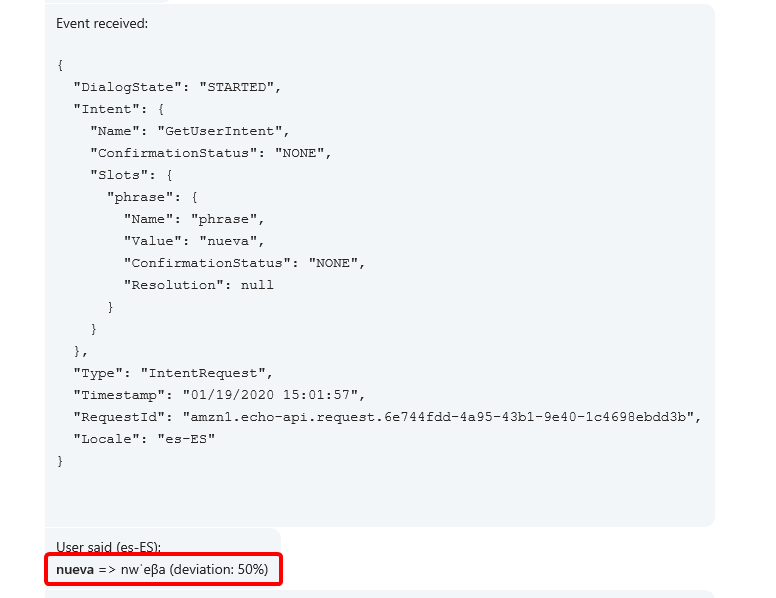 Event received:
{
"DialogState": "STARTED",
"Intent": {
"Name": "GetUserIntent",
"ConfirmationStatus": "NONE",
"Slots": {
"phrase": {
"Name": "phrase",
"Value": "nueva",
"ConfirmationStatus": "NONE",
"Resolution": null
}
}
},
"Type": "IntentRequest",
"Timestamp": "01/19/2020 15:01:57",
"RequestId": "amzn1.echo-api.request.6e744fdd-4a95-43b1-9e40-1c4698ebdd3b",
"Locale": "es-ES"
}
User said (es-ES):
nueva => nwˈeβa (deviation: 50%)